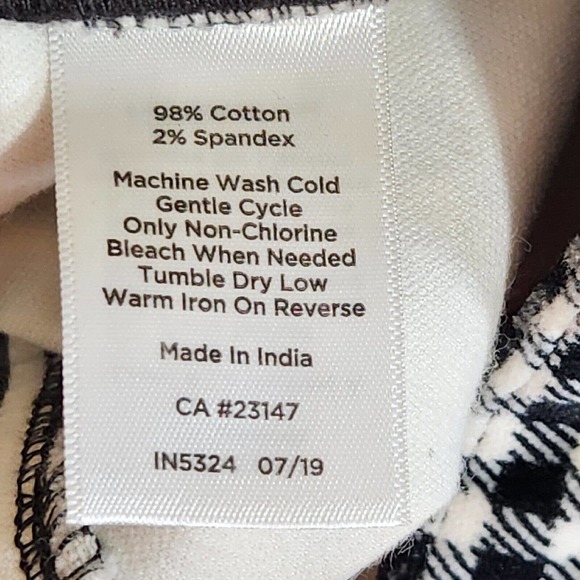 98% Cotton
2% Spandex
Machine Wash Cold
Gentle Cycle
Only Non-Chlorine
Bleach When Needed
Tumble Dry Low
Warm Iron On Reverse
Made In India
CA #23147
IN5324 07/19